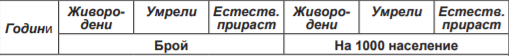 Години
Живоро-
дени
Умрели
Естеств.
прираст
Живоро-
дени
Умрели
Естеств.
прираст
Брой
На 1000 население